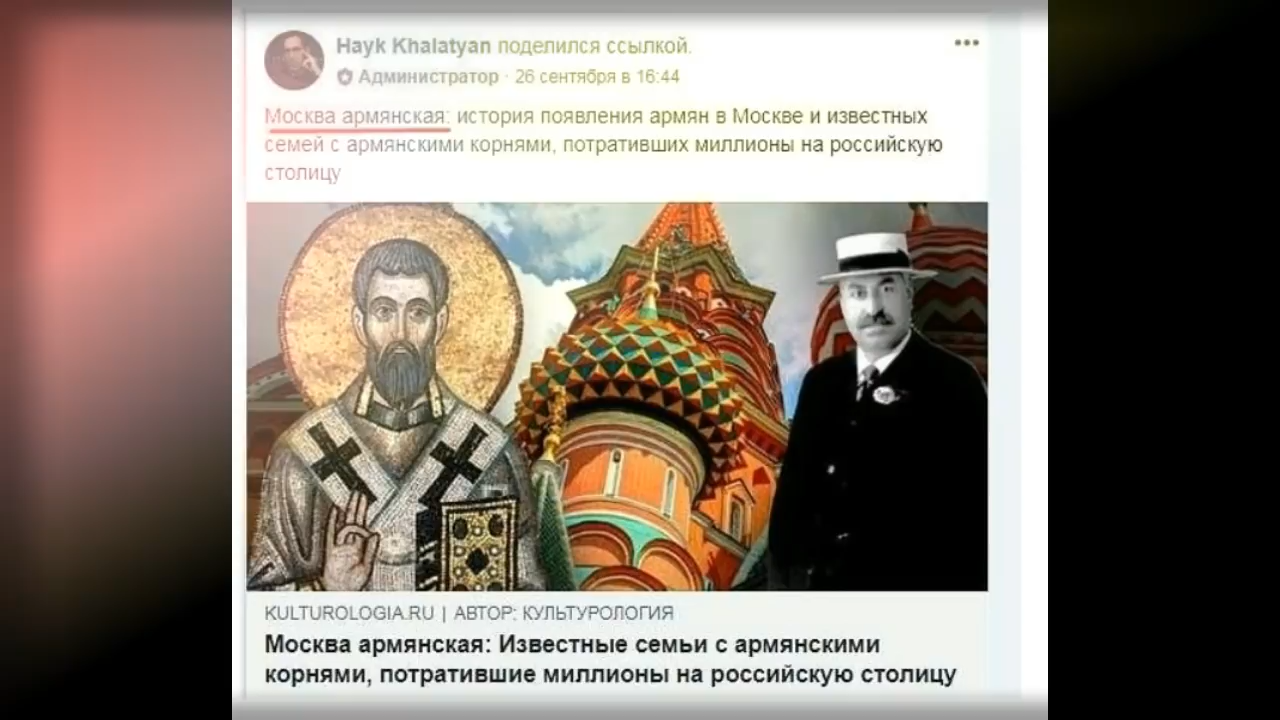 Hayk Khalatyan поделился ссылкой.
Администратор · 26 сентября в 16:44
Москва армянская: история появления армян в Москве и известных
семей с армянскими корнями, потративших миллионы на российскую
столицу
KULTUROLOGIA.RU | АВТОР: КУЛЬТУРОЛОГИЯ
Москва армянская: Известные семьи с армянскими
корнями, потратившие миллионы на российскую столицу